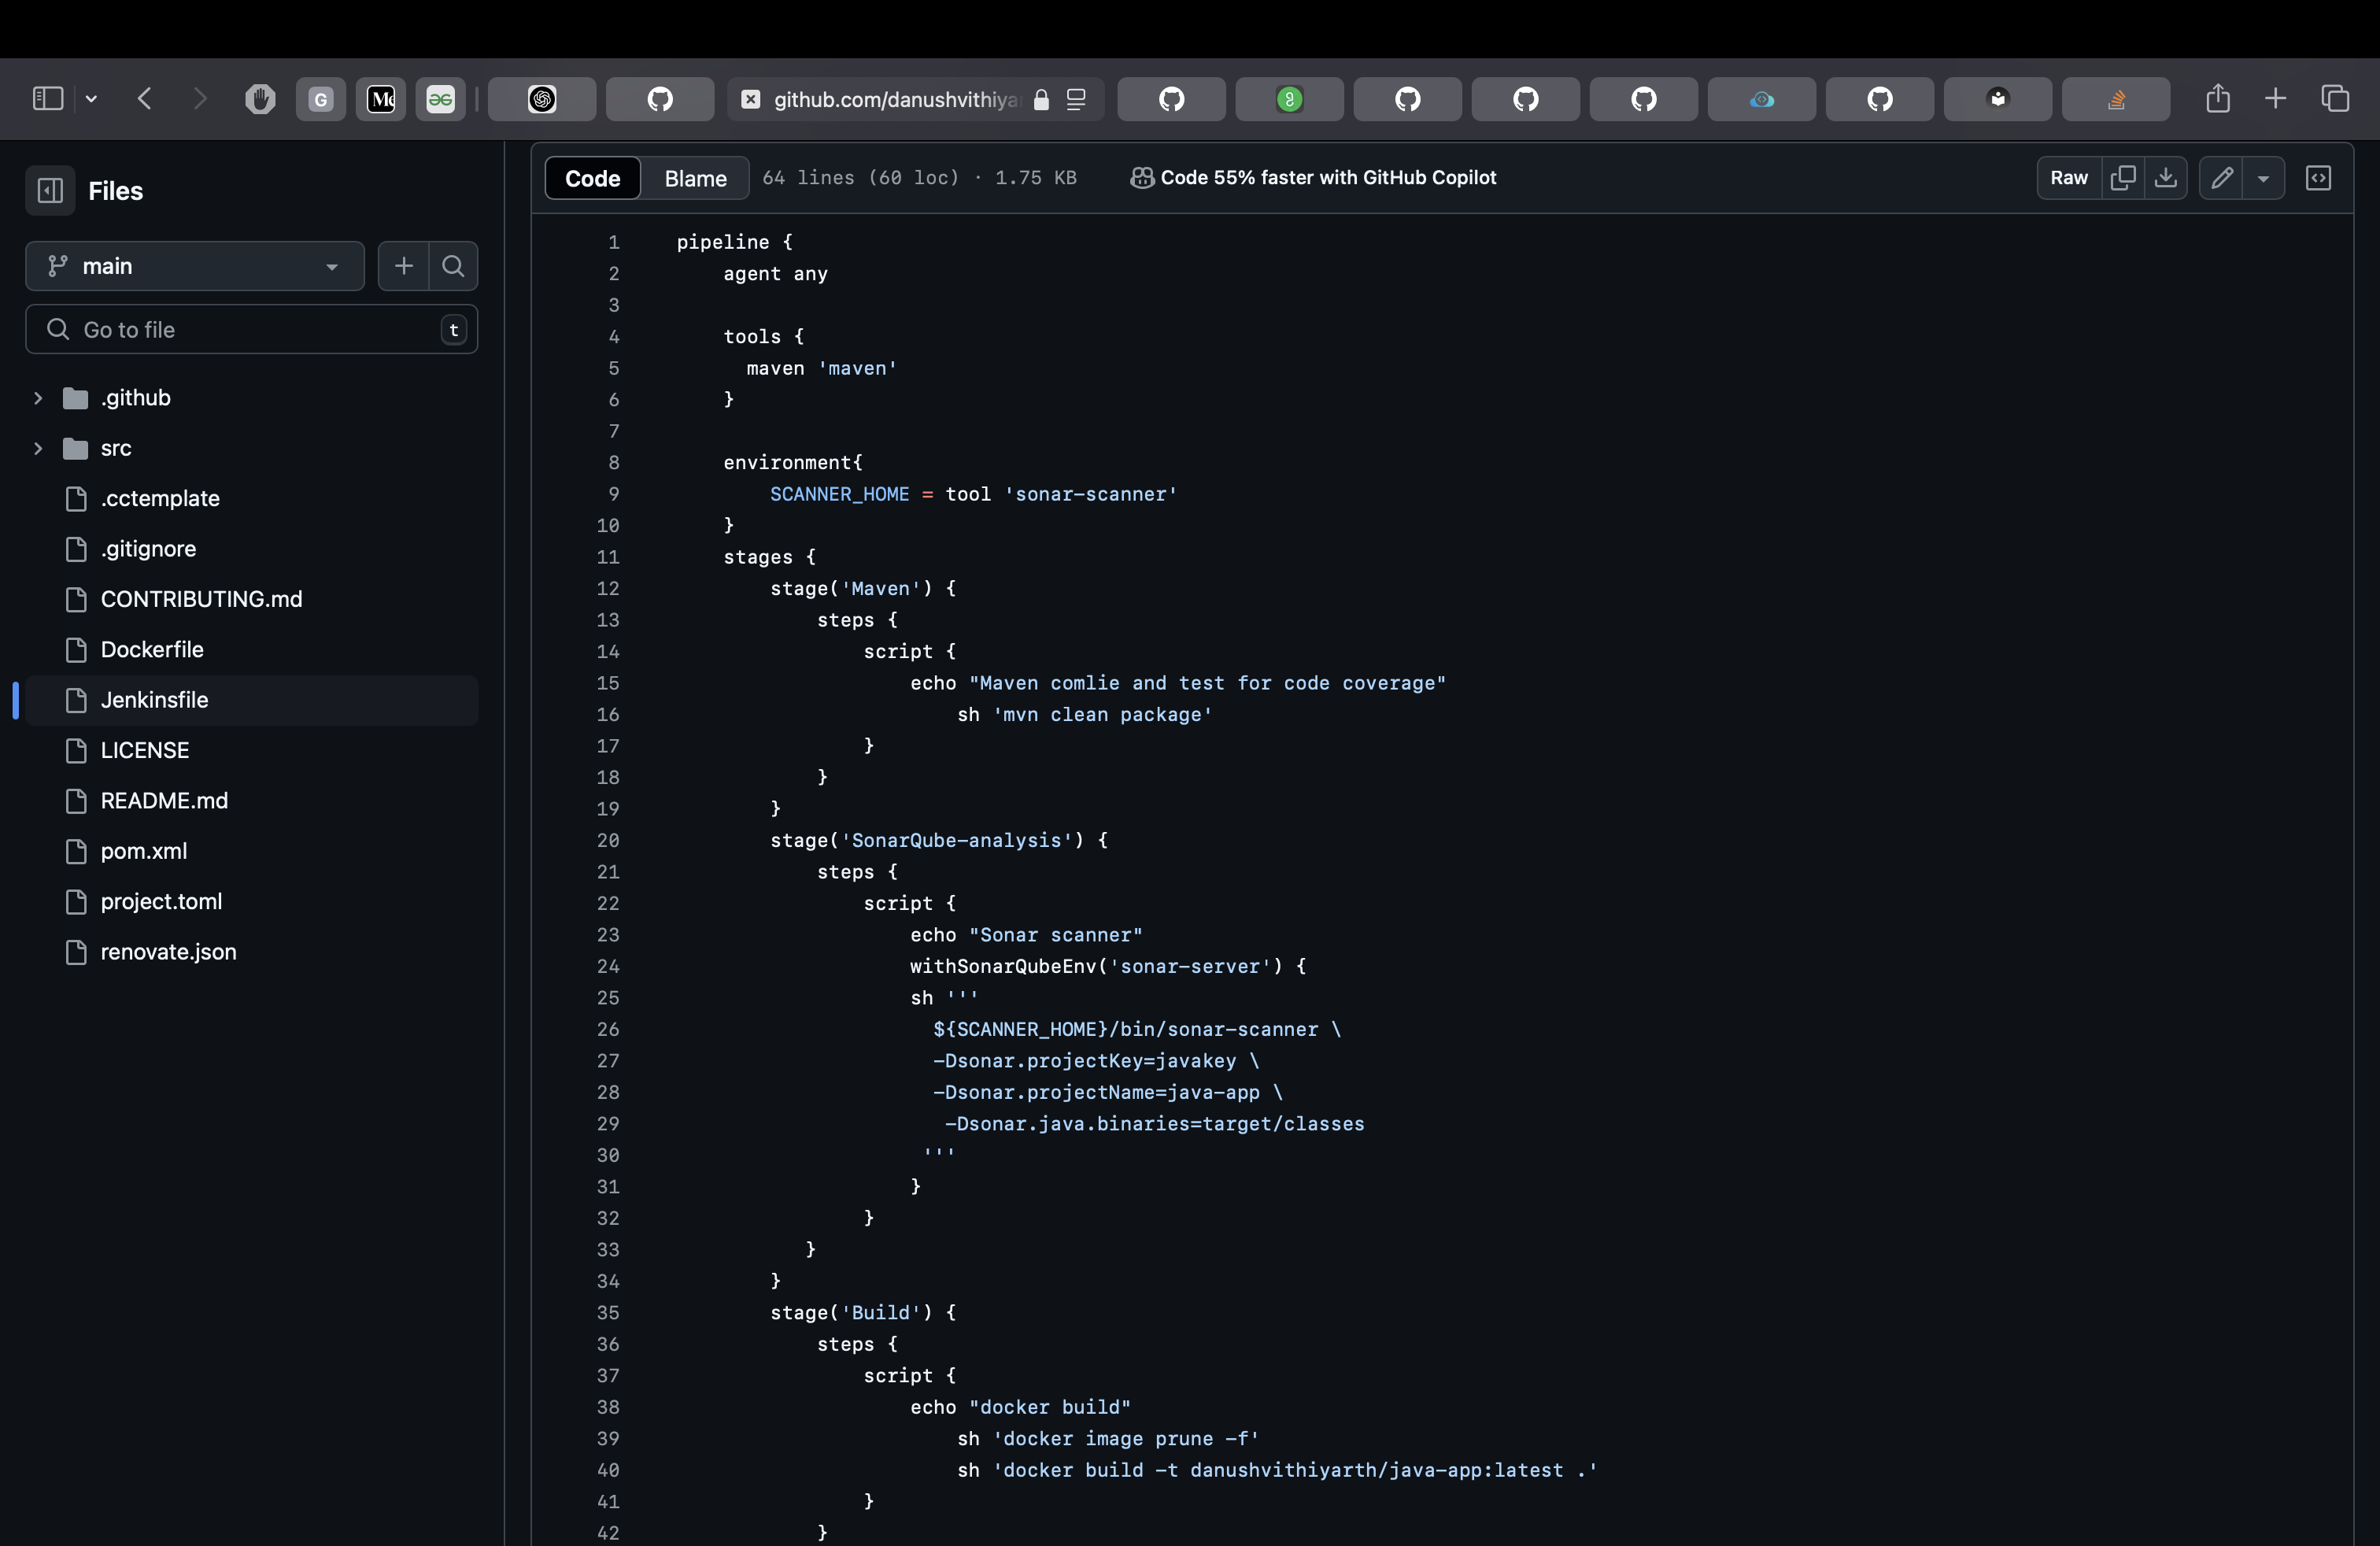 G
github.com/danushvithiya
Files
main
Go to file
t
.github
src
.cctemplate
.gitignore
CONTRIBUTING.md
Dockerfile
Jenkinsfile
LICENSE
README.md
pom.xml
project.toml
renovate.json
Code Blame 64 lines (60 loc) · 1.75 KB Code 55% faster with GitHub Copilot Raw
1 pipeline {
2     agent any
3
4     tools {
5       maven 'maven'
6     }
7
8     environment{
9         SCANNER_HOME = tool 'sonar-scanner'
10     }
11     stages {
12         stage('Maven') {
13             steps {
14                 script {
15                     echo "Maven comlie and test for code coverage"
16                         sh 'mvn clean package'
17                 }
18             }
19         }
20         stage('SonarQube-analysis') {
21             steps {
22                 script {
23                     echo "Sonar scanner"
24                     withSonarQubeEnv('sonar-server') {
25                     sh '''
26                       ${SCANNER_HOME}/bin/sonar-scanner \
27                       -Dsonar.projectKey=javakey \
28                       -Dsonar.projectName=java-app \
29                        -Dsonar.java.binaries=target/classes
30                      '''
31                     }
32                 }
33            }
34         }
35         stage('Build') {
36             steps {
37                 script {
38                     echo "docker build"
39                         sh 'docker image prune -f'
40                         sh 'docker build -t danushvithiyarth/java-app:latest .'
41                 }
42             }